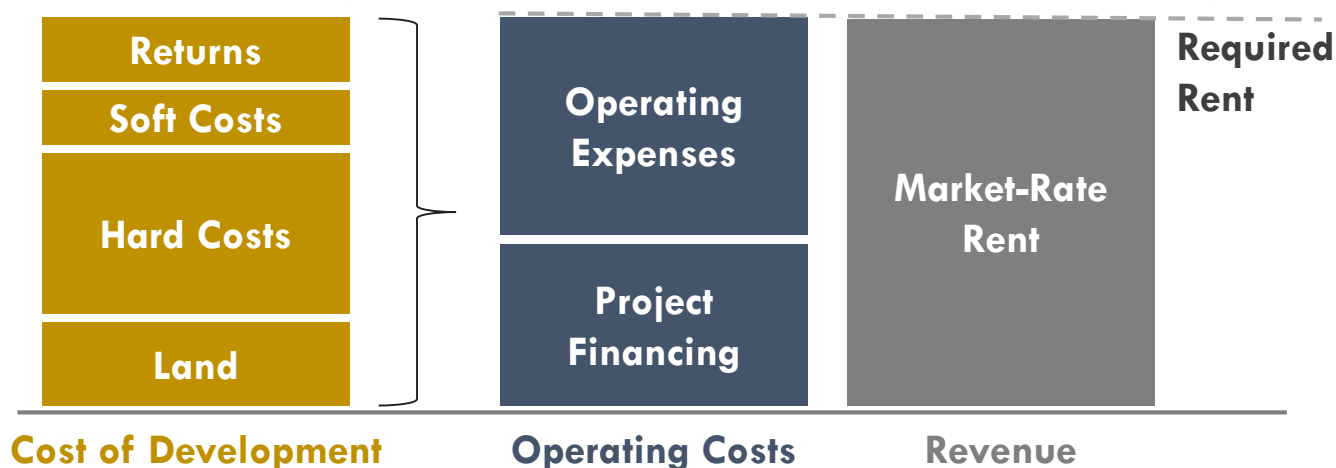 Returns
Soft Costs
Hard Costs
Land
Cost of Development
Operating
Expenses
Project
Financing
Operating Costs
Market-Rate
Rent
Revenue
Required
Rent